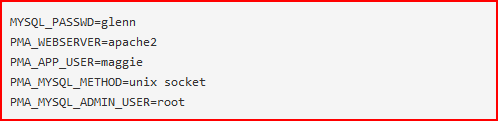 MYSQL_PASSWD=glenn
PMA_WEBSERVER=apache2
PMA_APP_USER=maggie
PMA_MYSQL_METHOD=unix socket
PMA_MYSQL_ADMIN_USER=root